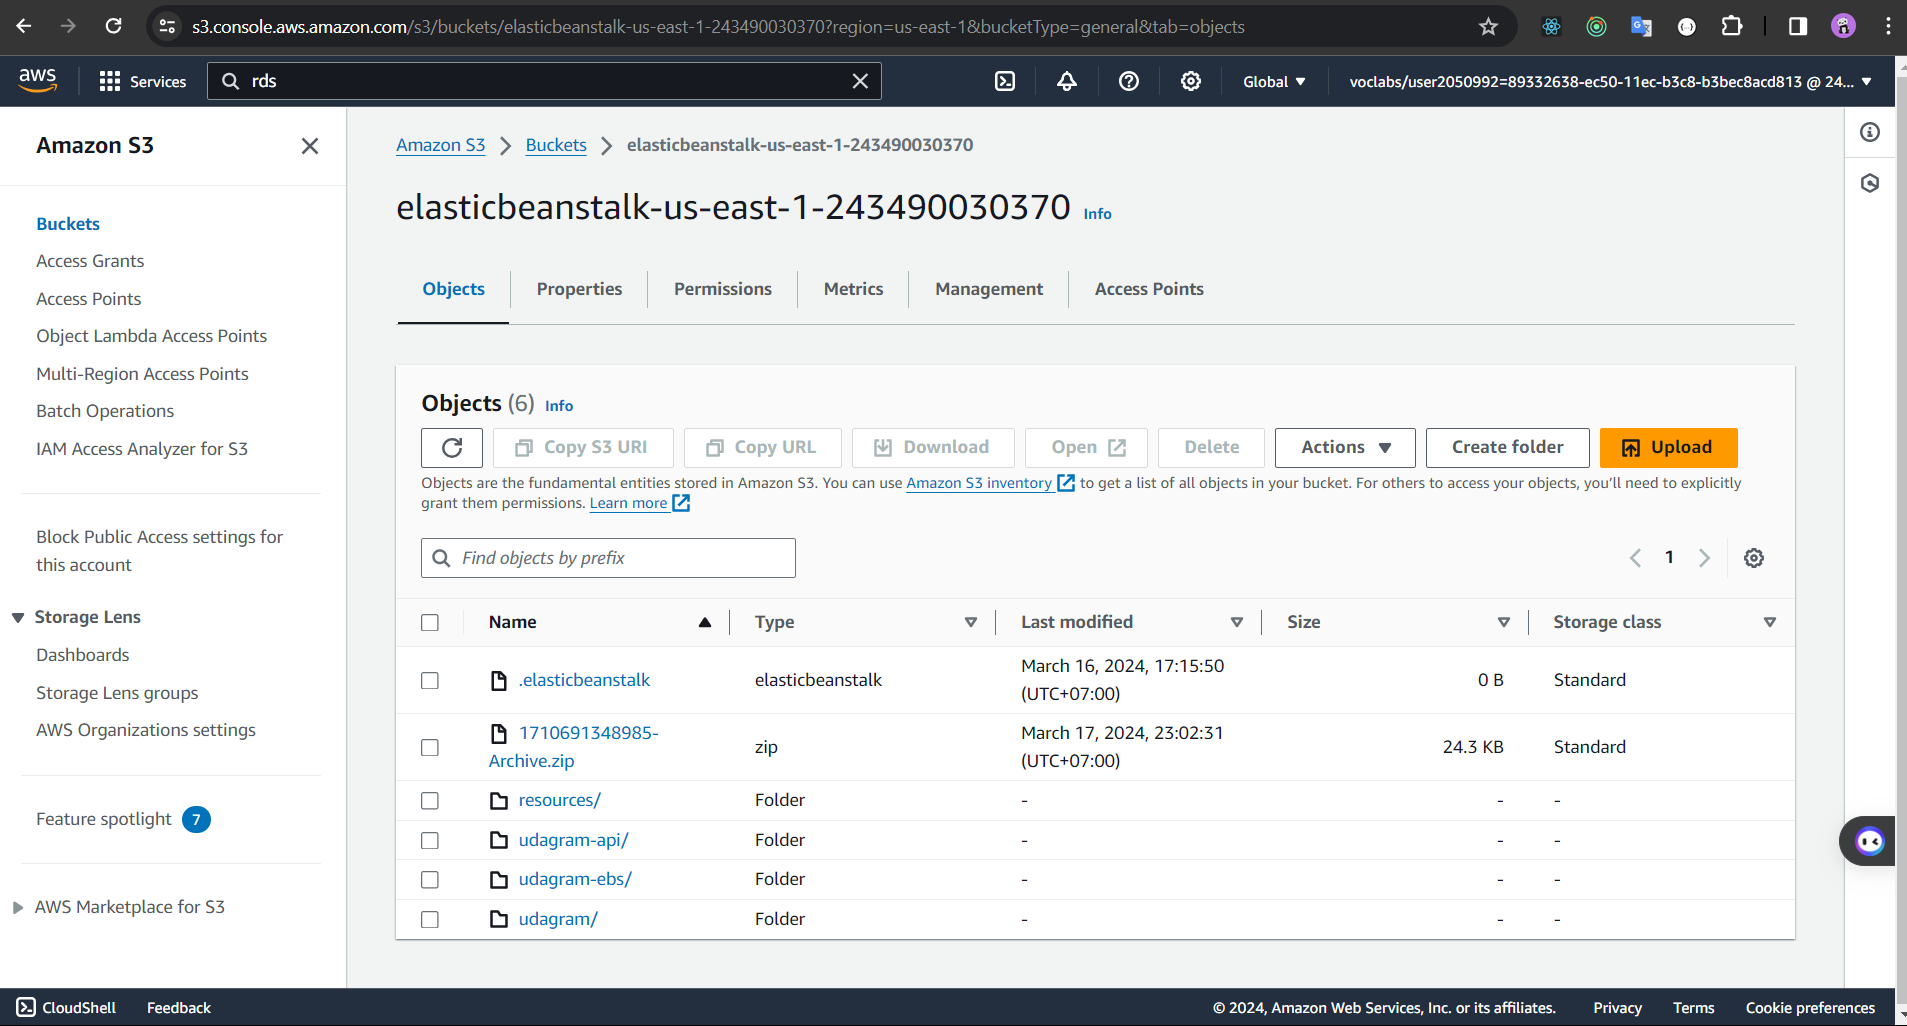 s3.console.aws.amazon.com/s3/buckets/elasticbeanstalk-us-east-1-243490030370?region=us-east-1&bucketType=general&tab=objects
aws Services rds Global voclabs/user2050992=89332638-ec50-11ec-b3c8-b3bec8acd813 @ 24...
Amazon S3
Buckets
Access Grants
Access Points
Object Lambda Access Points
Multi-Region Access Points
Batch Operations
IAM Access Analyzer for S3
Block Public Access settings for
this account
Storage Lens
Dashboards
Storage Lens groups
AWS Organizations settings
Feature spotlight 7
AWS Marketplace for S3
Amazon S3 Buckets elasticbeanstalk-us-east-1-243490030370
elasticbeanstalk-us-east-1-243490030370 Info
Objects Properties Permissions Metrics Management Access Points
Objects (6) Info
Copy S3 URI Copy URL Download Open Delete Actions Create folder Upload
Objects are the fundamental entities stored in Amazon S3. You can use Amazon S3 inventory to get a list of all objects in your bucket. For others to access your objects, you'll need to explicitly
grant them permissions. Learn more
Find objects by prefix
1
Name Type Last modified Size Storage class
.elasticbeanstalk elasticbeanstalk March 16, 2024, 17:15:50 (UTC+07:00) 0 B Standard
1710691348985-Archive.zip zip March 17, 2024, 23:02:31 (UTC+07:00) 24.3 KB Standard
resources/ Folder - - -
udagram-api/ Folder - - -
udagram-ebs/ Folder - - -
udagram/ Folder - - -
CloudShell Feedback © 2024, Amazon Web Services, Inc. or its affiliates. Privacy Terms Cookie preferences